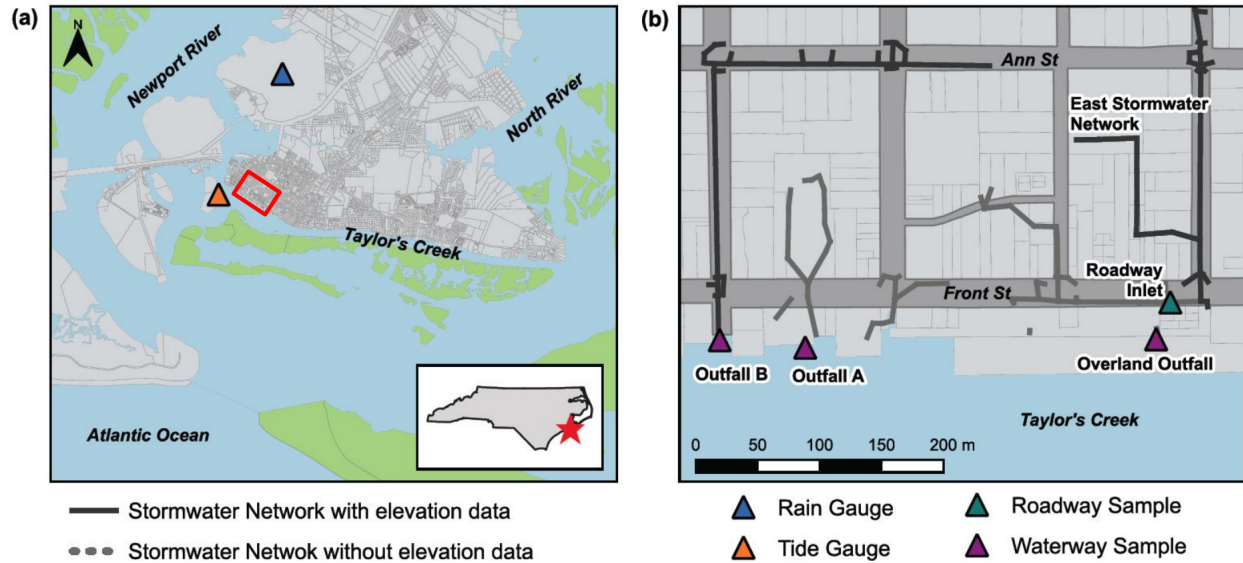 (a)
N
Newport River
North River
Taylor's Creek
Atlantic Ocean
Stormwater Network with elevation data
Stormwater Netwok without elevation data
(b)
Ann St
East Stormwater
Network
Roadway
Inlet
Front St
Outfall B
Outfall A
Overland Outfall
Taylor's Creek
0 50 100 150 200 m
Rain Gauge
Roadway Sample
Tide Gauge
Waterway Sample